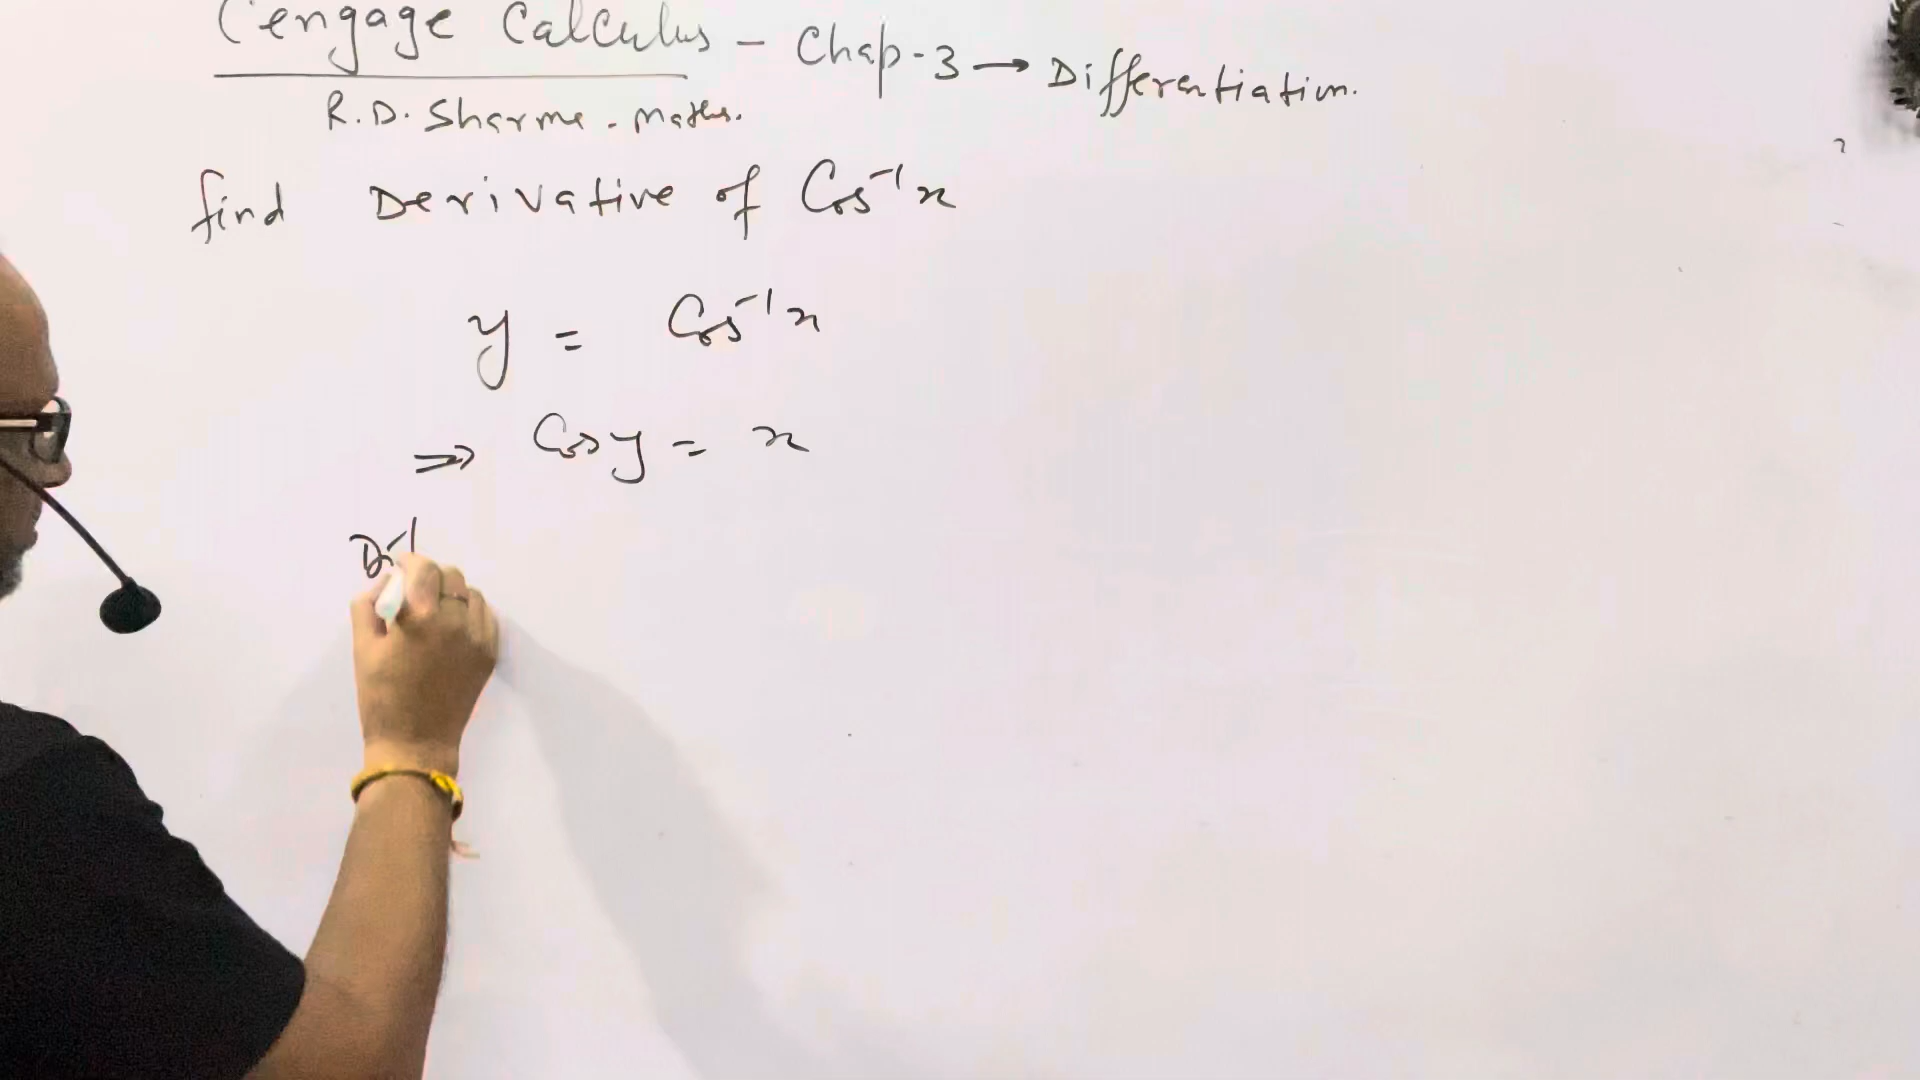 Cengage Calculus - Chap-3 → Differentiation.
R.D. Sharma - Maths.
find Derivative of Cos⁻¹x
y = Cos⁻¹x
⇒ Cos y = x